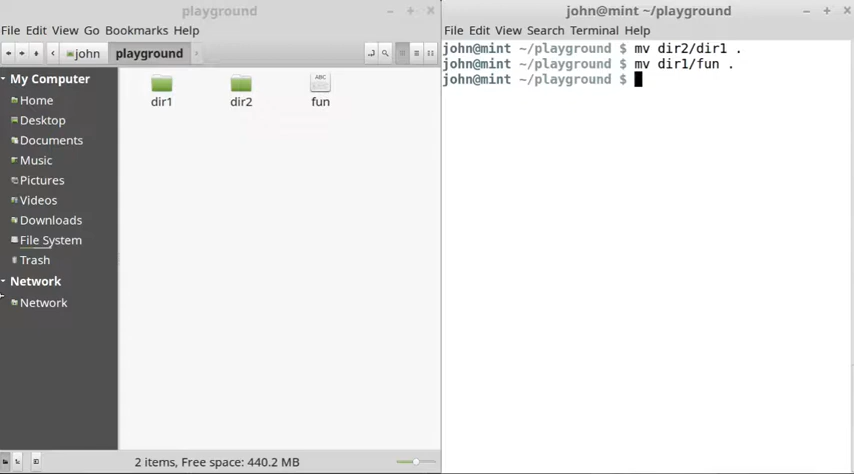 playground
File Edit View Go Bookmarks Help
john playground
My Computer
Home
Desktop
Documents
Music
Pictures
Videos
Downloads
File System
Trash
Network
Network
dir1 dir2 fun
ABC
2 items, Free space: 440.2 MB
john@mint ~/playground
File Edit View Search Terminal Help
john@mint ~/playground $ mv dir2/dir1 .
john@mint ~/playground $ mv dir1/fun .
john@mint ~/playground $